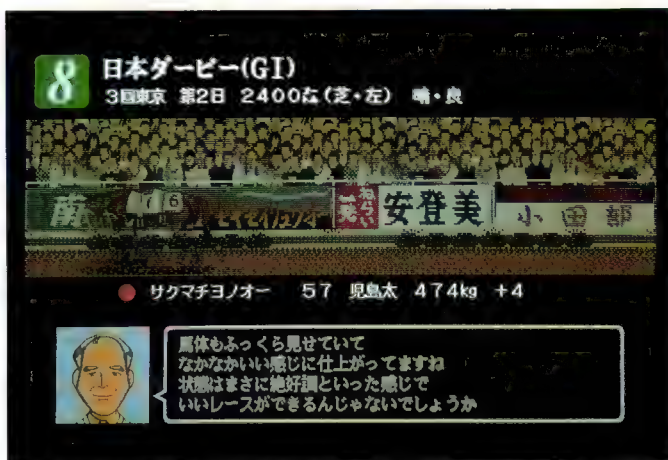 8
日本ダービー(GI)
3回東京 第2日 2400m(芝・左) 晴・良
6
安登美
小田部
サクマチヨノオー 57 児島太 474kg +4
馬体もふっくら見せていて
なかなかいい感じに仕上がってますね
状態はまさに絶好調といった感じで
いいレースができるんじゃないでしょうか